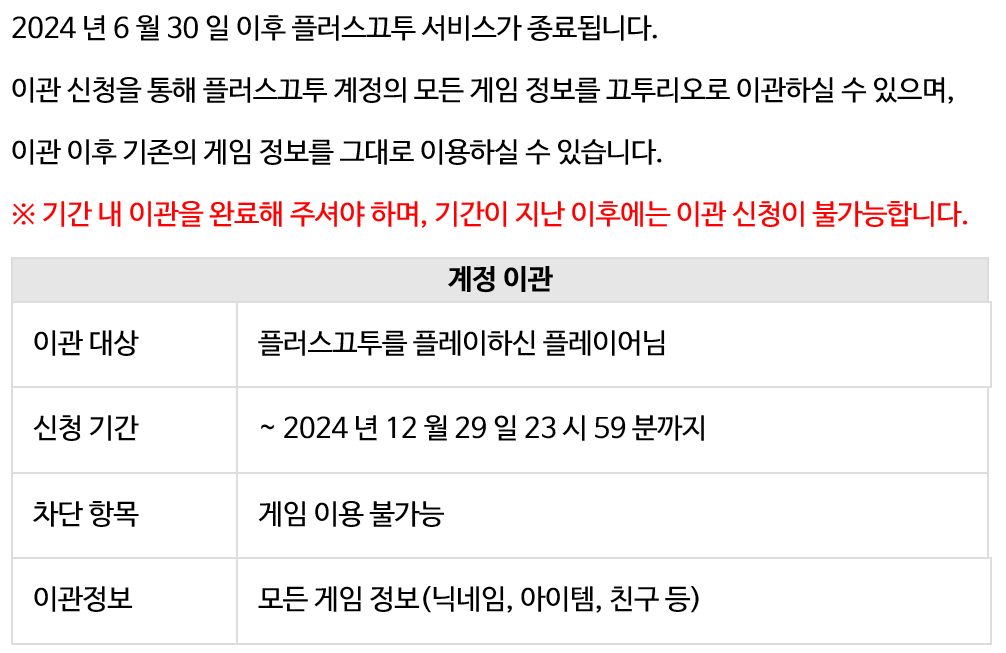 2024 년 6 월 30 일 이후 플러스끄투 서비스가 종료됩니다.
이관 신청을 통해 플러스끄투 계정의 모든 게임 정보를 끄투리오로 이관하실 수 있으며,
이관 이후 기존의 게임 정보를 그대로 이용하실 수 있습니다.
※ 기간 내 이관을 완료해 주셔야 하며, 기간이 지난 이후에는 이관 신청이 불가능합니다.
계정 이관
이관 대상 플러스끄투를 플레이하신 플레이어님
신청 기간 ~ 2024 년 12 월 29 일 23 시 59 분까지
차단 항목 게임 이용 불가능
이관정보 모든 게임 정보(닉네임, 아이템, 친구 등)